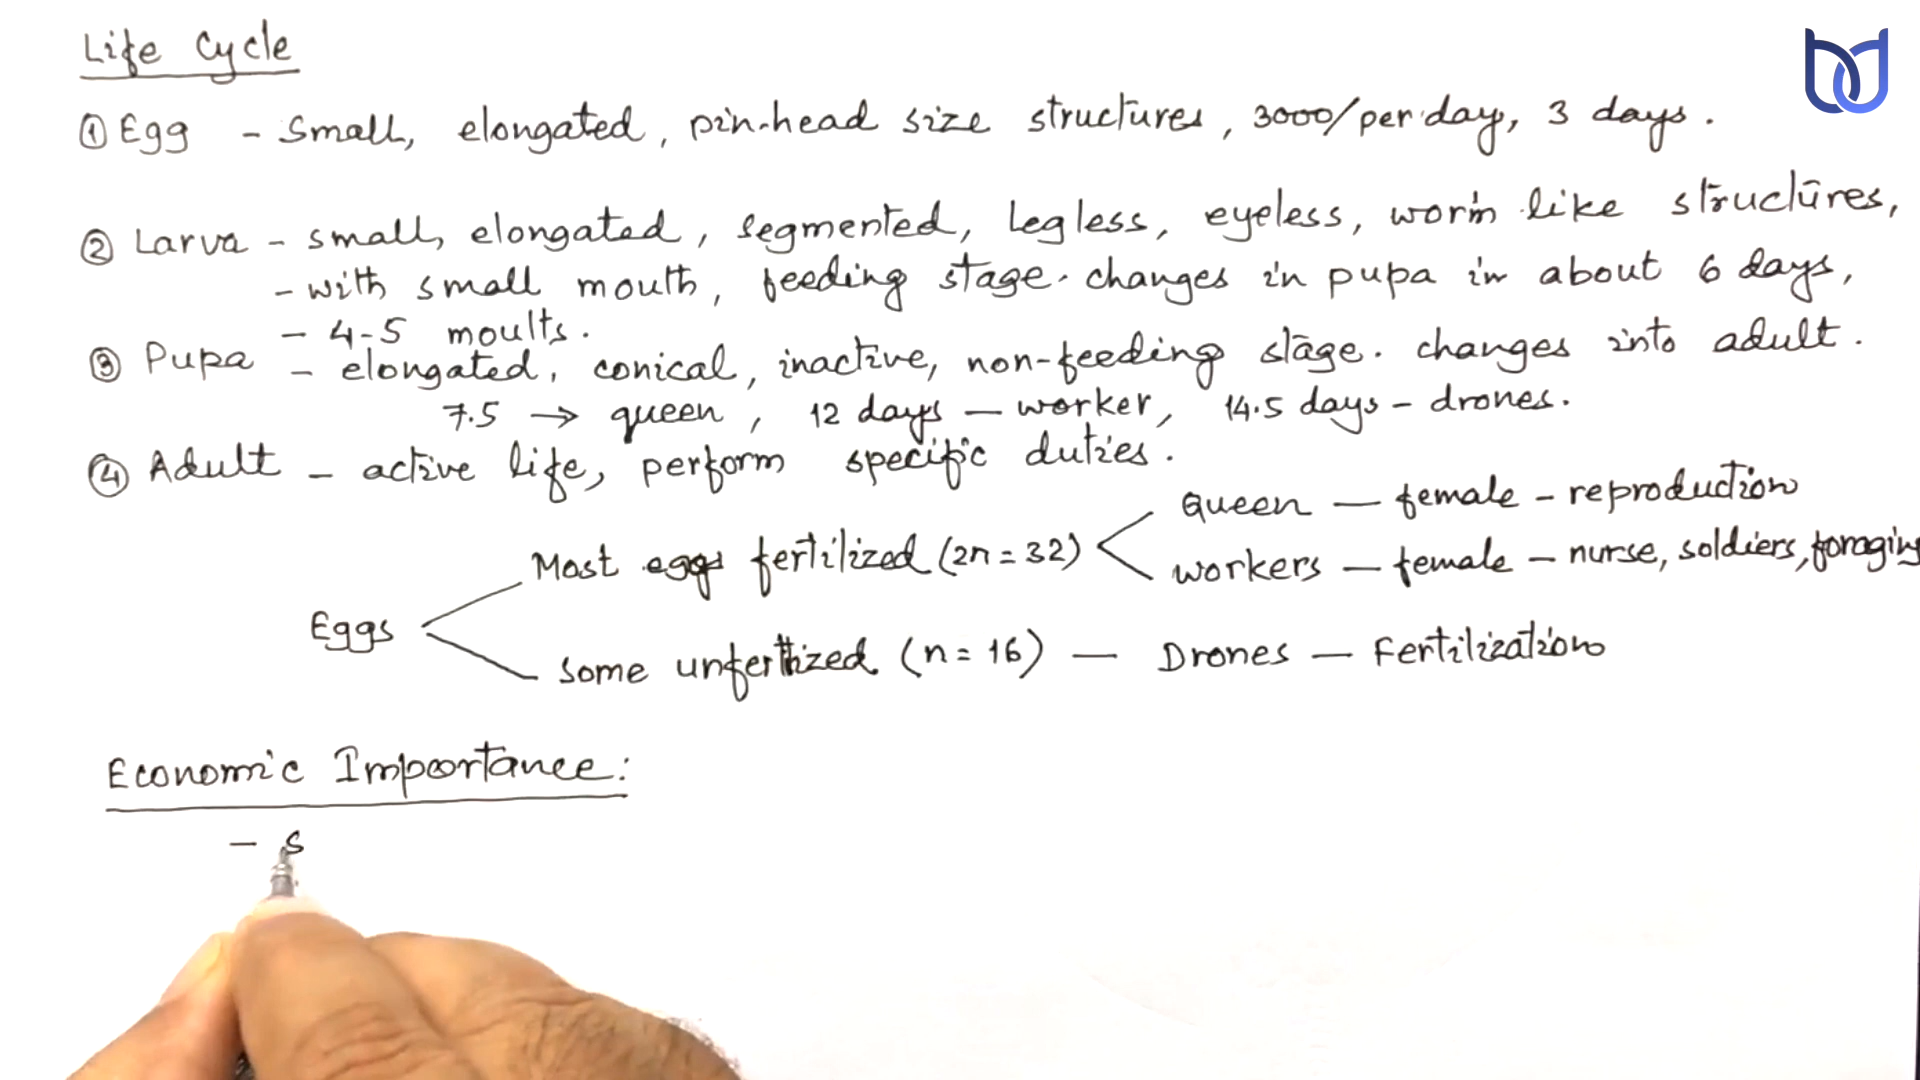 Life Cycle
① Egg - Small, elongated, pin-head size structures, 3000/per day, 3 days.
② Larva - small, elongated, segmented, legless, eyeless, worm like structures,
- with small mouth, feeding stage. changes in pupa in about 6 days,
- 4-5 moults.
③ Pupa - elongated, conical, inactive, non-feeding stage. changes into adult.
7.5 → queen, 12 days - worker, 14.5 days - drones.
④ Adult - active life, perform specific duties.
Queen - female - reproduction
Most eggs fertilized (2n = 32)
workers - female - nurse, soldiers, foraging
Eggs
some unfertilized (n = 16) - Drones - Fertilization
Economic Importance:
- s